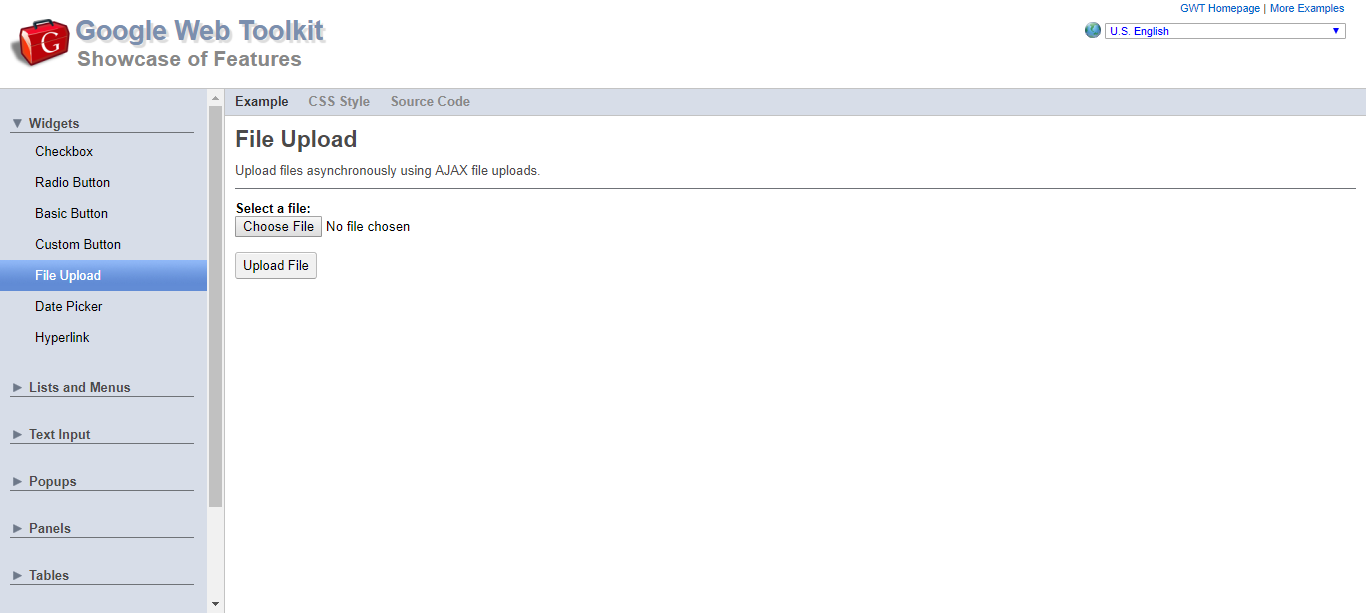 GWT Homepage | More Examples
Google Web Toolkit
Showcase of Features
G
U.S. English
Example CSS Style Source Code
Widgets
Checkbox
Radio Button
Basic Button
Custom Button
File Upload
Date Picker
Hyperlink
Lists and Menus
Text Input
Popups
Panels
Tables
File Upload
Upload files asynchronously using AJAX file uploads.
Select a file:
Choose File No file chosen
Upload File